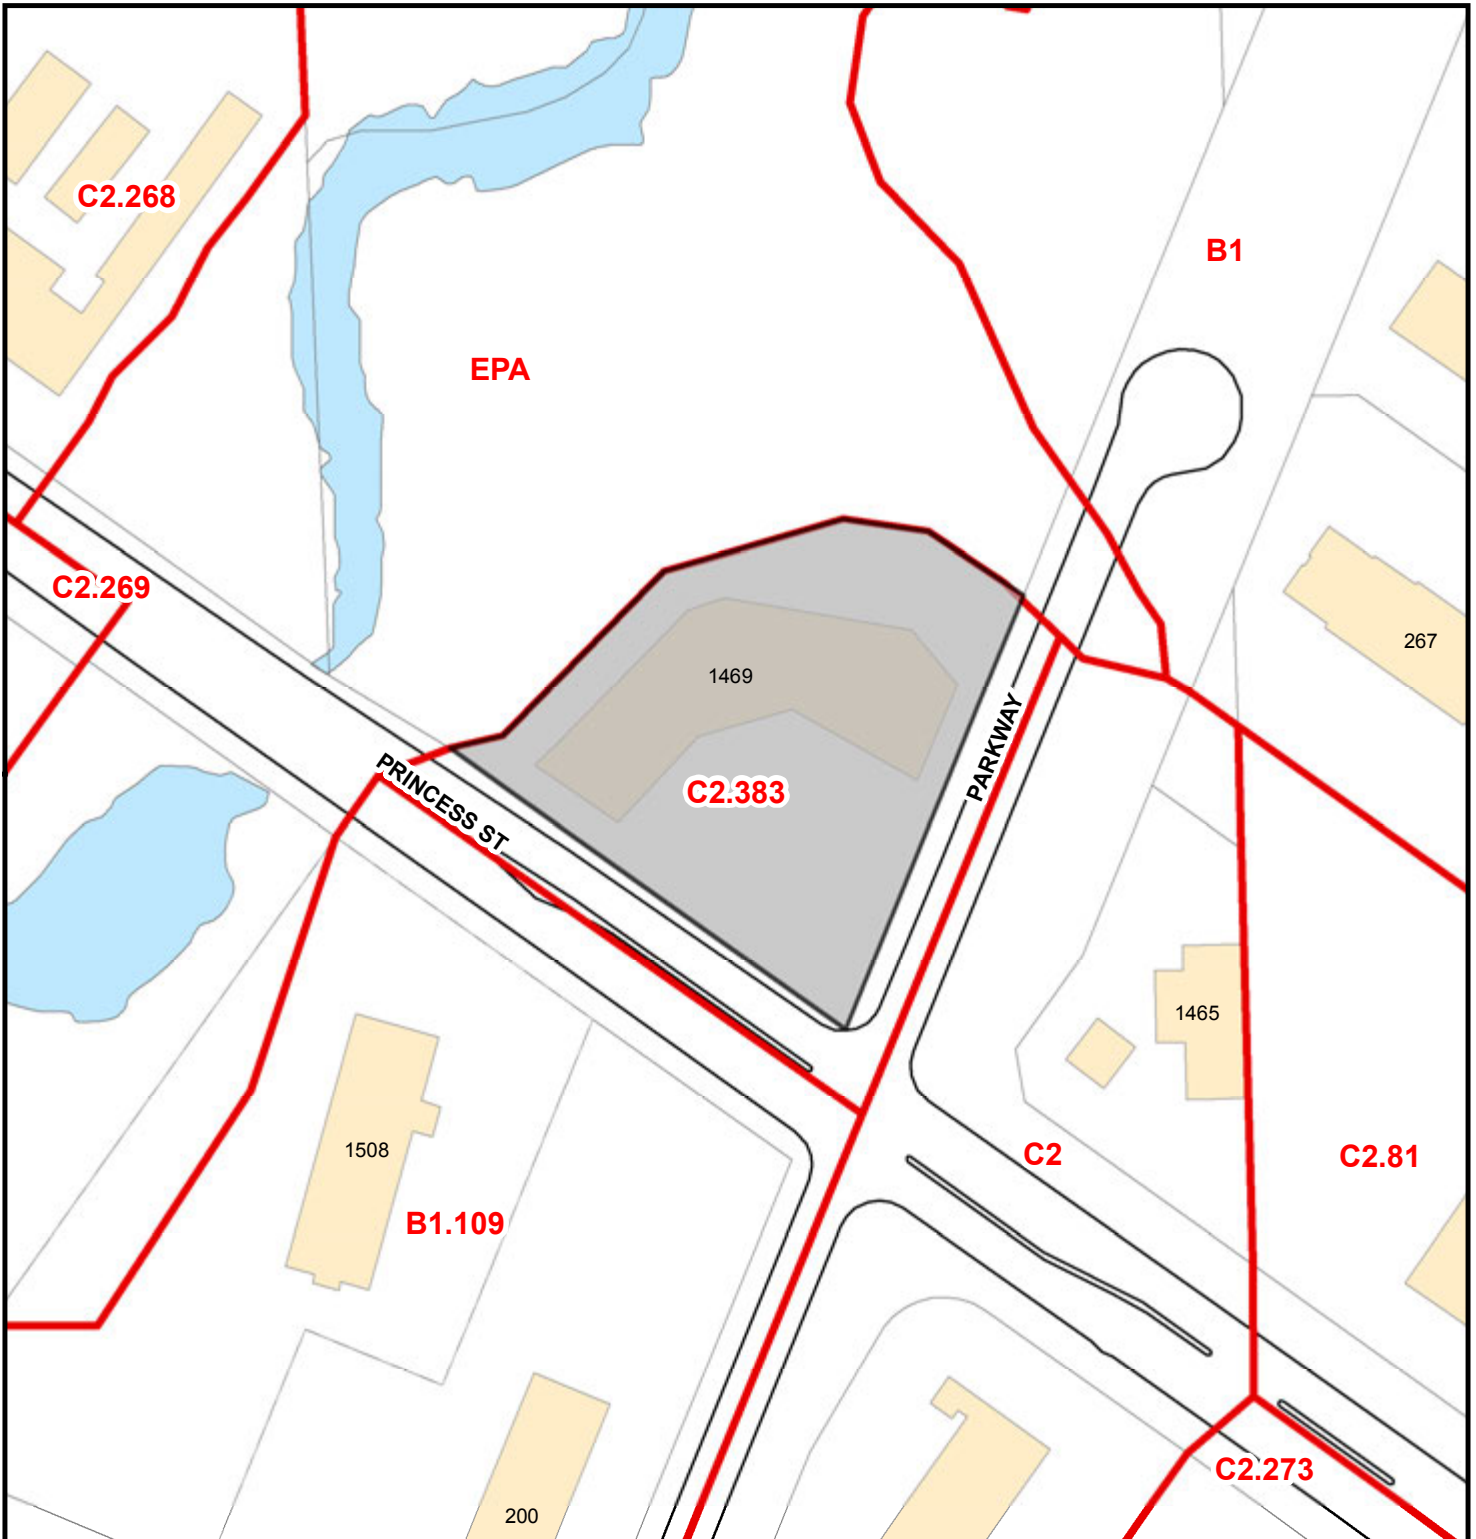 C2.268
B1
EPA
C2.269
267
1469
PARKWAY
C2.383
PRINCESS ST
1465
1508
C2
C2.81
B1.109
C2.273
200